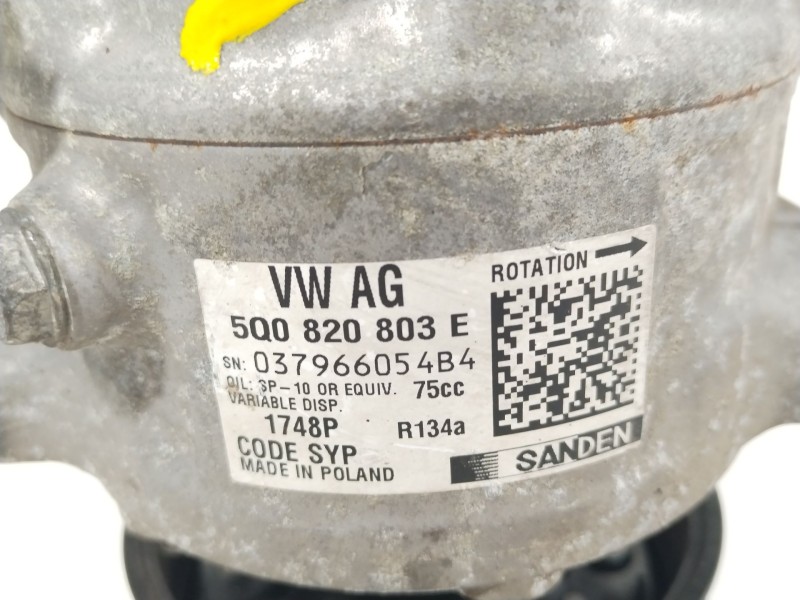 VW AG
ROTATION
5Q0 820 803 E
SN: 037966054B4
OIL: SP-10 OR EQUIV. 75cc
VARIABLE DISP.
1748P R134a
CODE SYP
MADE IN POLAND
SANDEN